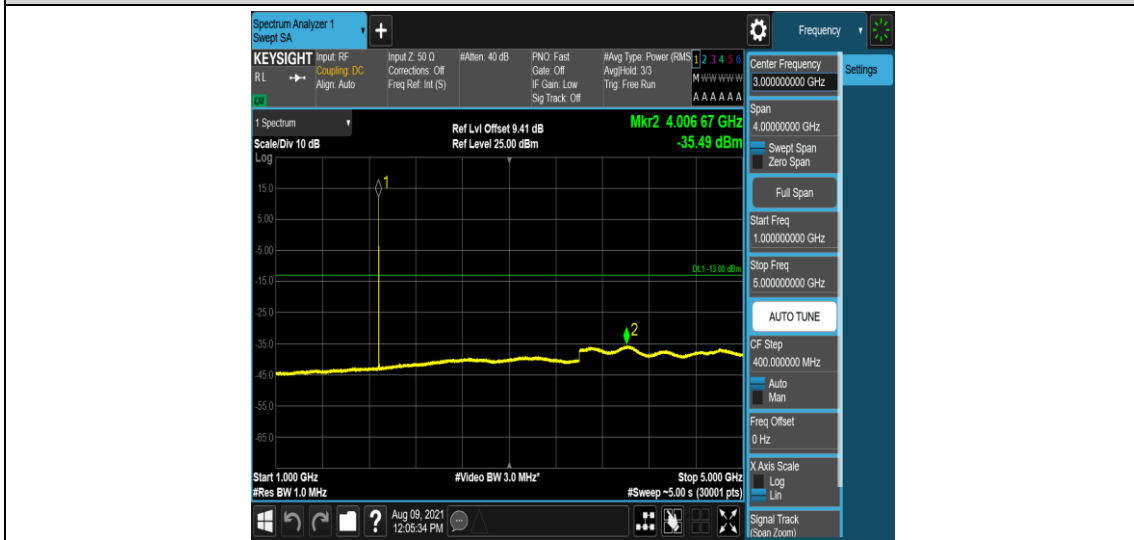 Spectrum Analyzer 1
Swept SA
+
Frequency
KEYSIGHT
RL
LXI
Input: RF
Coupling: DC
Align: Auto
Input Z: 50 Ω
Corrections: Off
Freq Ref: Int (S)
#Atten: 40 dB
PNO: Fast
Gate: Off
IF Gain: Low
Sig Track: Off
#Avg Type: Power (RMS
Avg|Hold: 3/3
Trig: Free Run
1 2 3 4 5 6
M W W W W W
A A A A A A
1 Spectrum
Scale/Div 10 dB
Log
Ref Lvl Offset 9.41 dB
Ref Level 25.00 dBm
Mkr2 4.006 67 GHz
-35.49 dBm
15.0
5.00
-5.00
-15.0
-25.0
-35.0
-45.0
-55.0
-65.0
1
DL1 -13.00 dBm
2
Start 1.000 GHz
#Res BW 1.0 MHz
#Video BW 3.0 MHz*
Stop 5.000 GHz
#Sweep ~5.00 s (30001 pts)
Center Frequency
3.000000000 GHz
Settings
Span
4.00000000 GHz
Swept Span
Zero Span
Full Span
Start Freq
1.000000000 GHz
Stop Freq
5.000000000 GHz
AUTO TUNE
CF Step
400.000000 MHz
Auto
Man
Freq Offset
0 Hz
X Axis Scale
Log
Lin
Signal Track
(Span Zoom)
?
Aug 09, 2021
12:05:34 PM